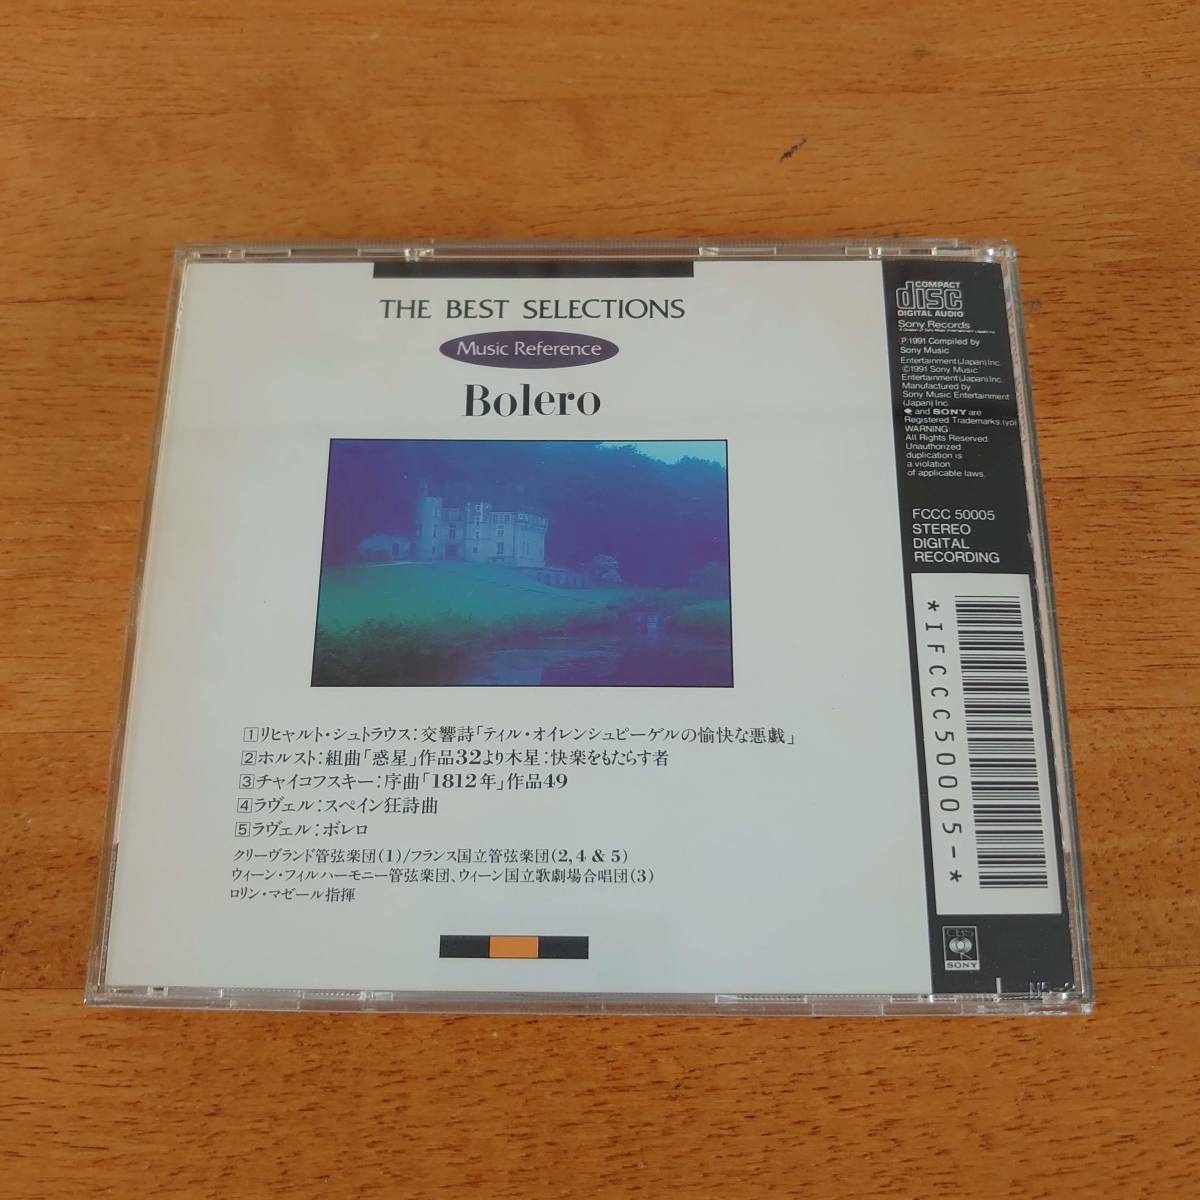 THE BEST SELECTIONS
Music Reference
Bolero
1 リヒャルト・シュトラウス:交響詩「ティル・オイレンシュピーゲルの愉快な悪戯」
2 ホルスト:組曲「惑星」作品32より木星:快楽をもたらす者
3 チャイコフスキー:序曲「1812年」作品49
4 ラヴェル:スペイン狂詩曲
5 ラヴェル:ボレロ
クリーヴランド管弦楽団(1)/フランス国立管弦楽団(2, 4 & 5)
ウィーン・フィルハーモニー管弦楽団、ウィーン国立歌劇場合唱団(3)
ロリン・マゼール指揮
COMPACT
disc
DIGITAL AUDIO
Sony Records
Ⓟ1991 Compiled by
Sony Music
Entertainment (Japan) Inc.
©1991 Sony Music
Entertainment (Japan) Inc.
Manufactured by
Sony Music Entertainment
(Japan) Inc.
and SONY are
Registered Trademarks. (yp)
WARNING:
All Rights Reserved.
Unauthorized
duplication is
a violation
of applicable laws.
FCCC 50005
STEREO
DIGITAL
RECORDING
*IFCCC50005-*
CBS
SONY